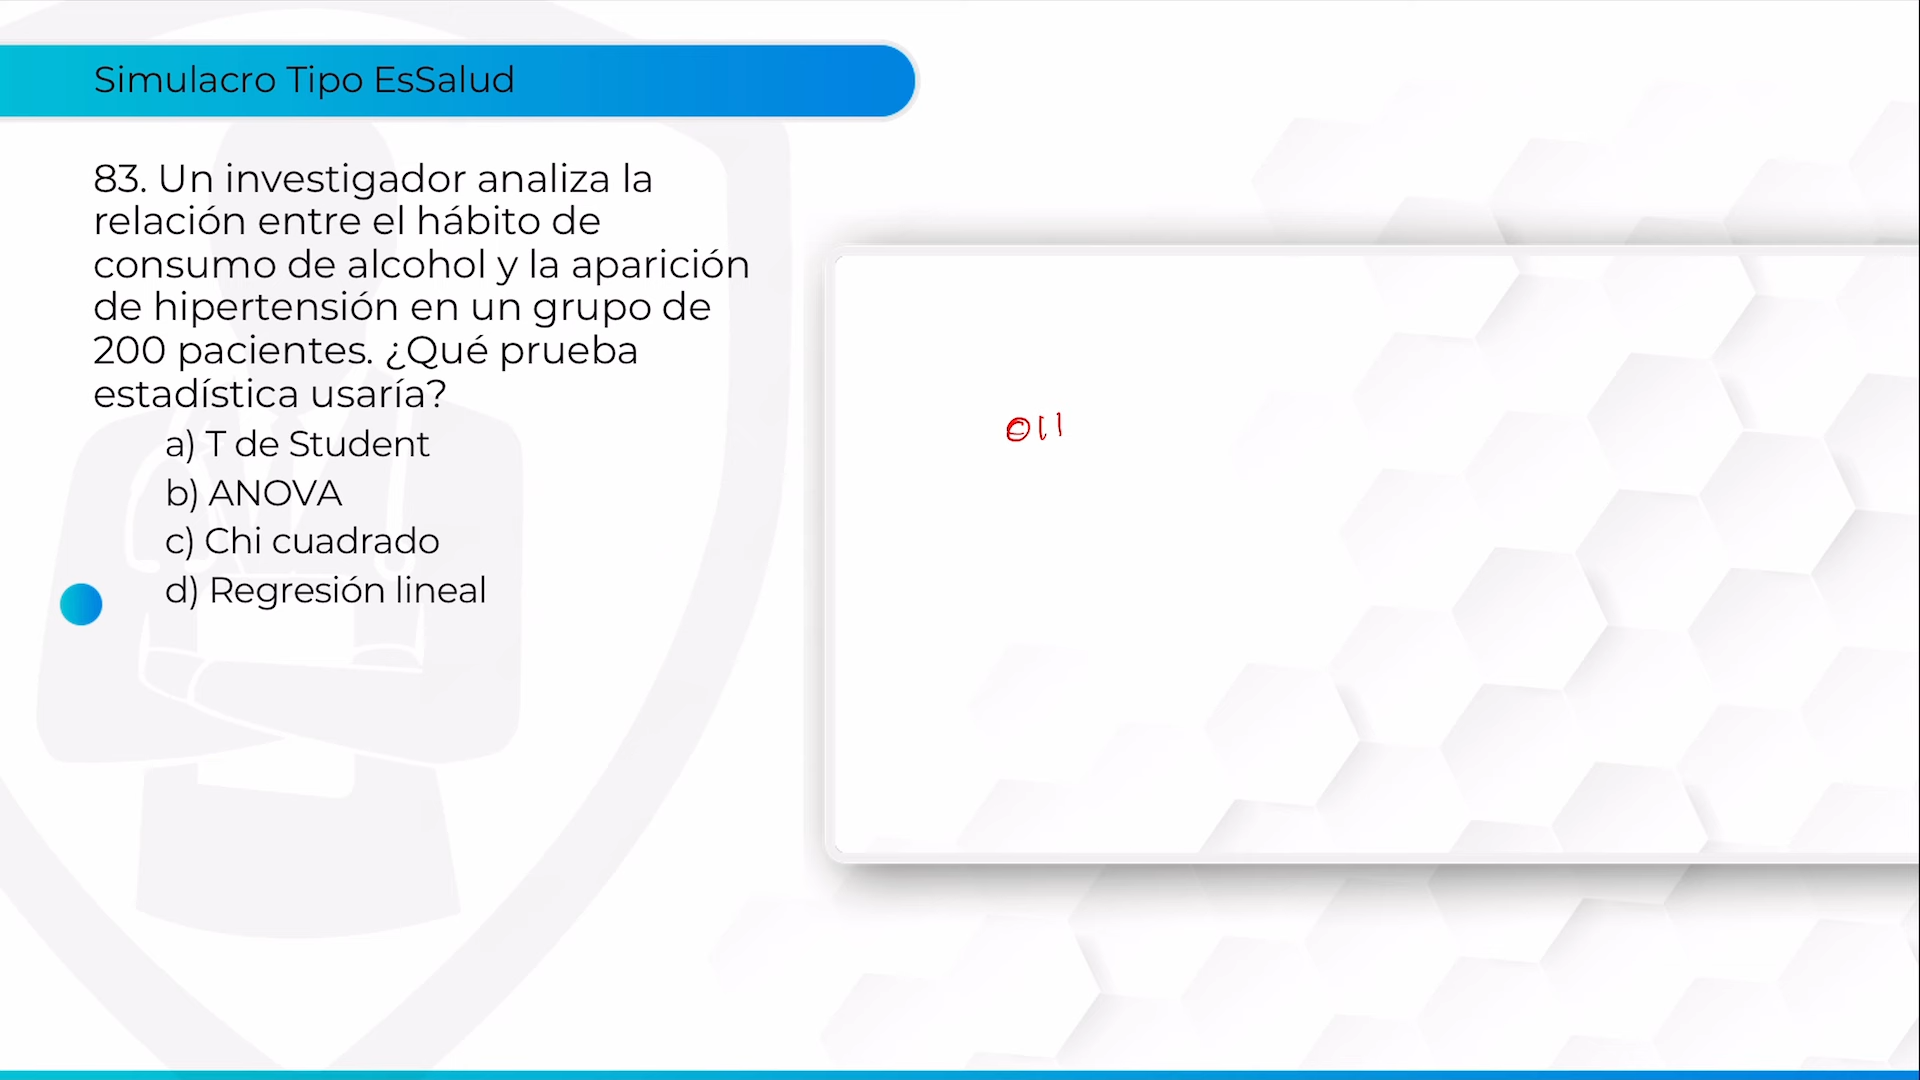 Simulacro Tipo EsSalud
83. Un investigador analiza la
relación entre el hábito de
consumo de alcohol y la aparición
de hipertensión en un grupo de
200 pacientes. ¿Qué prueba
estadística usaría?
a) T de Student
b) ANOVA
c) Chi cuadrado
d) Regresión lineal